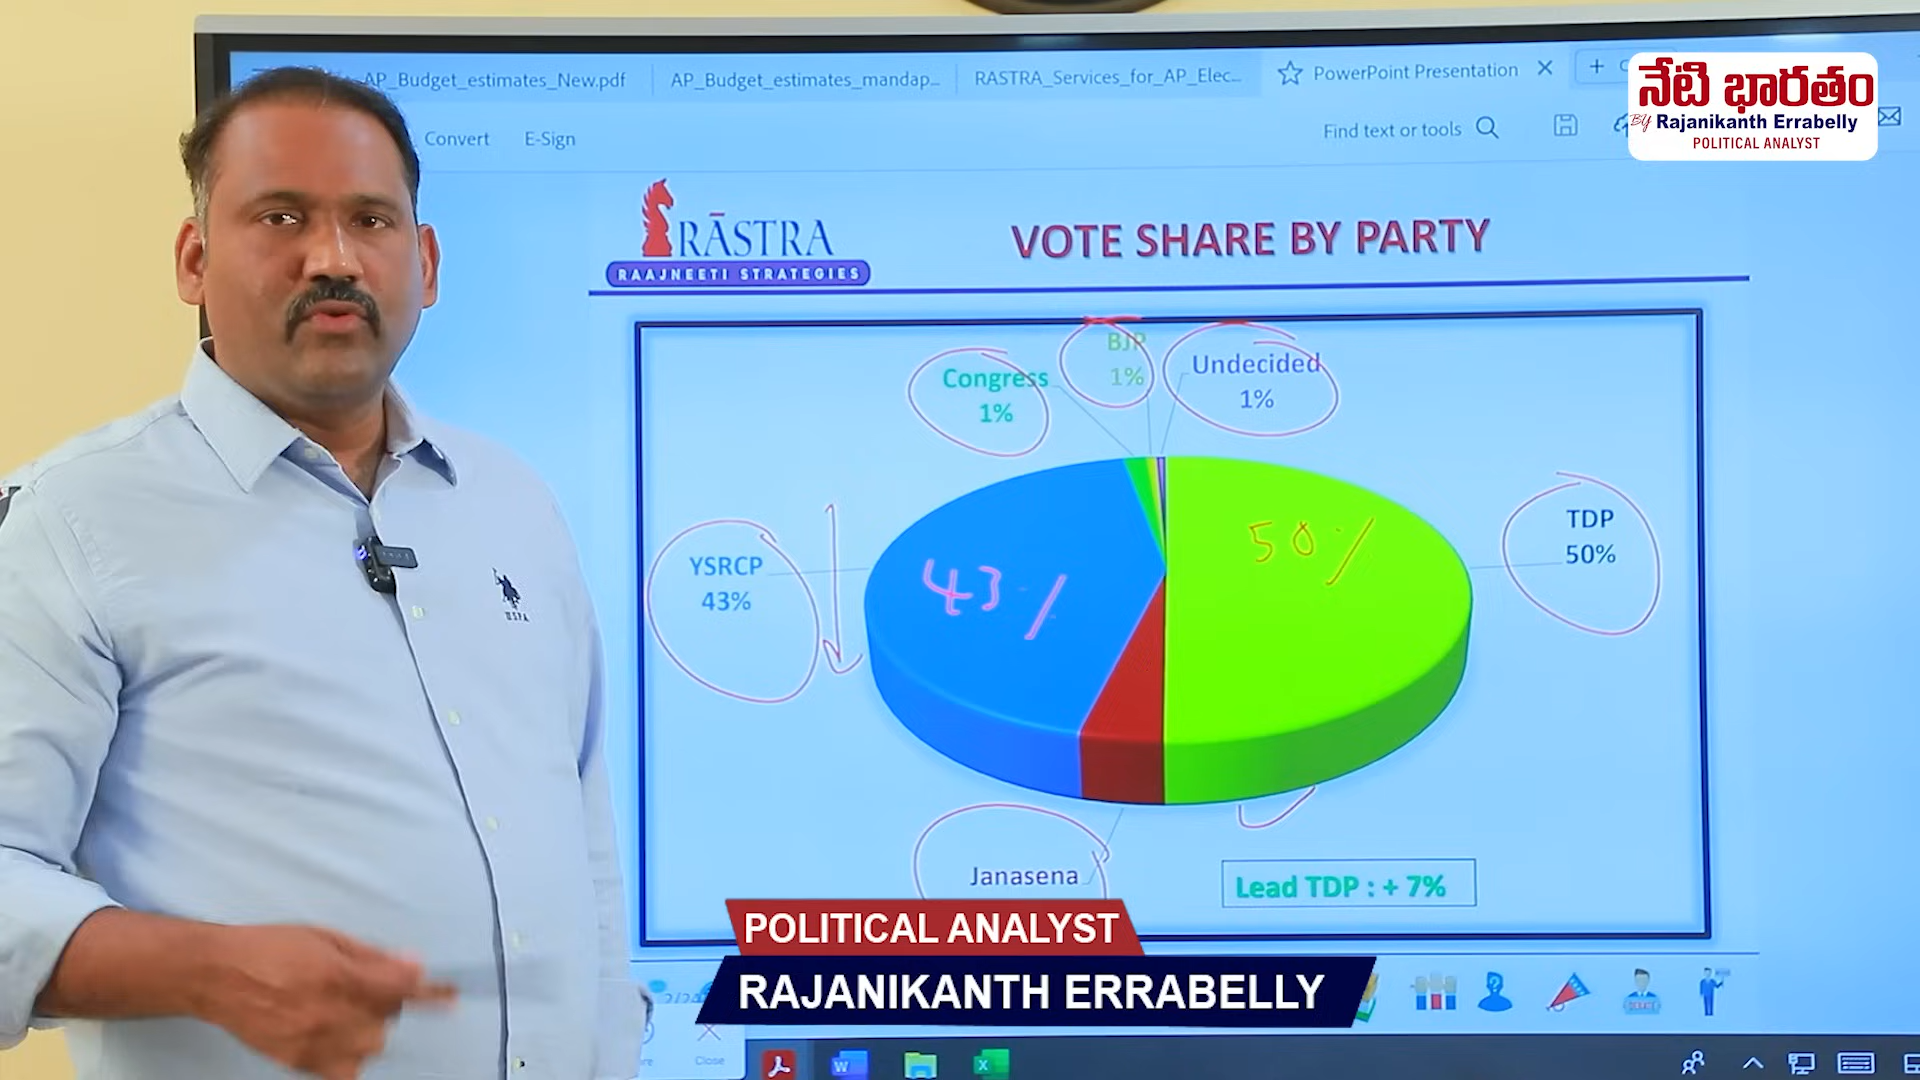 AP_Budget_estimates_New.pdf
AP_Budget_estimates_mandap...
RASTRA_Services_for_AP_Elec...
PowerPoint Presentation
నేటి భారతం
BY Rajanikanth Errabelly
POLITICAL ANALYST
Convert
E-Sign
Find text or tools
RĀSTRA
RAAJNEETI STRATEGIES
VOTE SHARE BY PARTY
BJP
1%
Undecided
1%
Congress
1%
TDP
50%
50%
YSRCP
43%
43%
USPA
Janasena
Lead TDP : + 7%
POLITICAL ANALYST
RAJANIKANTH ERRABELLY
Close